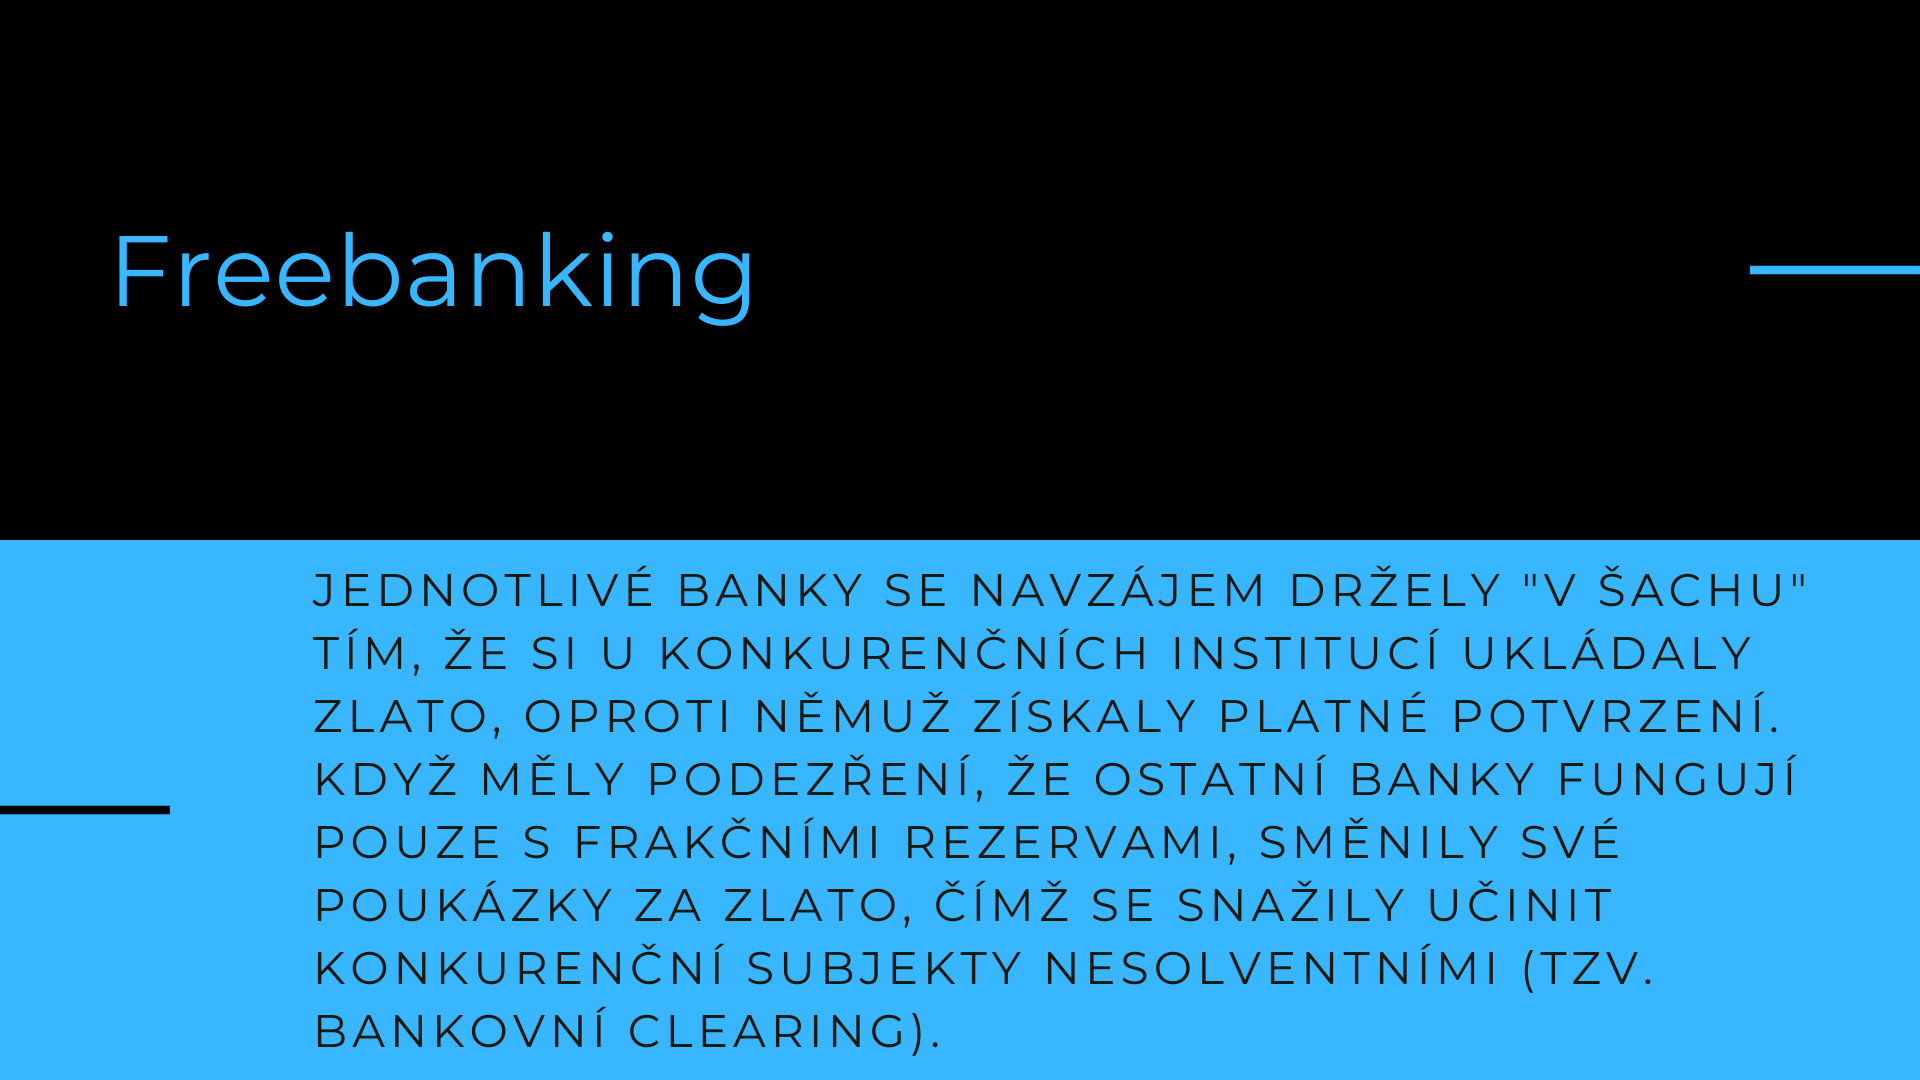 Freebanking
JEDNOTLIVÉ BANKY SE NAVZÁJEM DRŽELY "V ŠACHU"
TÍM, ŽE SI U KONKURENČNÍCH INSTITUCÍ UKLÁDALY
ZLATO, OPROTI NĚMUŽ ZÍSKALY PLATNÉ POTVRZENÍ.
KDYŽ MĚLY PODEZŘENÍ, ŽE OSTATNÍ BANKY FUNGUJÍ
POUZE S FRAKČNÍMI REZERVAMI, SMĚNILY SVÉ
POUKÁZKY ZA ZLATO, ČÍMŽ SE SNAŽILY UČINIT
KONKURENČNÍ SUBJEKTY NESOLVENTNÍMI (TZV.
BANKOVNÍ CLEARING).